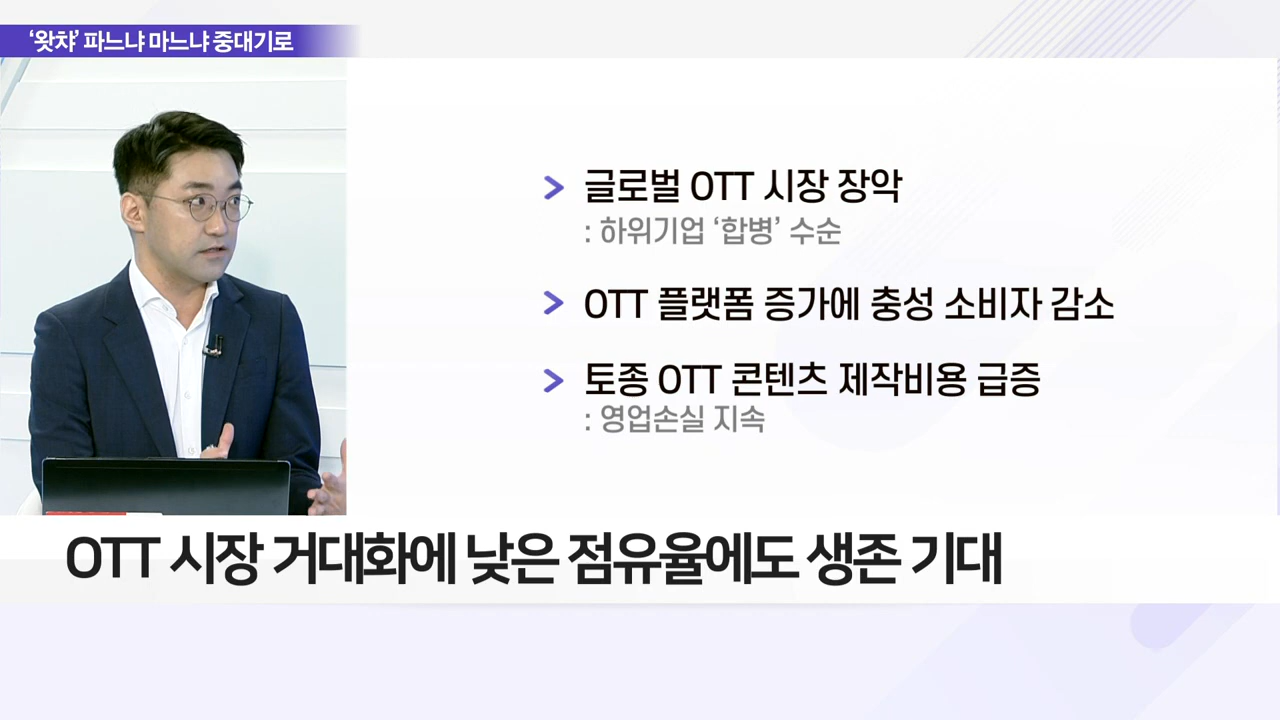 ‘왓챠’ 파느냐 마느냐 중대기로
글로벌 OTT 시장 장악
: 하위기업 ‘합병’ 수순
OTT 플랫폼 증가에 충성 소비자 감소
토종 OTT 콘텐츠 제작비용 급증
: 영업손실 지속
OTT 시장 거대화에 낮은 점유율에도 생존 기대